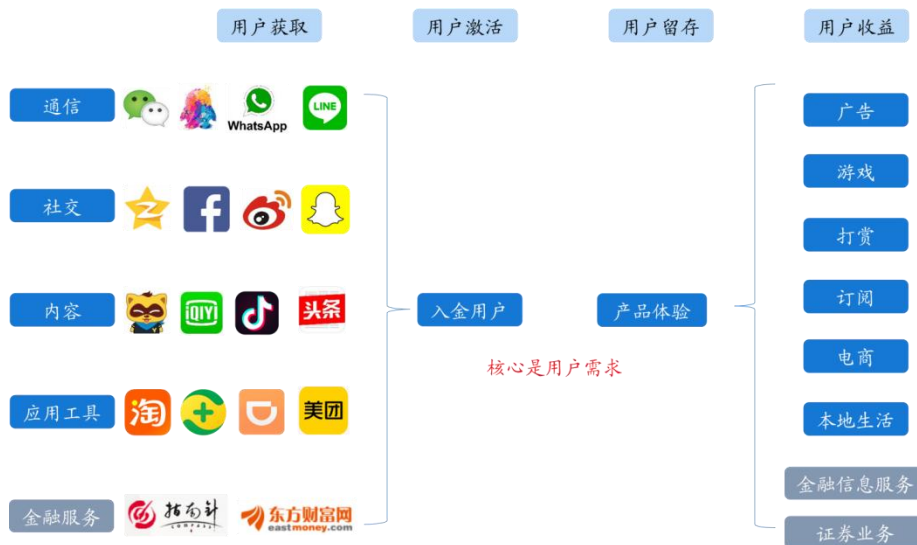 用户获取 用户激活 用户留存 用户收益
通信
WhatsApp
LINE
广告
社交
游戏
打赏
内容
iQIYI
头条
入金用户
产品体验
订阅
核心是用户需求
电商
应用工具
淘
美团
本地生活
金融信息服务
金融服务
指南针
COMPASS
东方财富网
eastmoney.com
证券业务